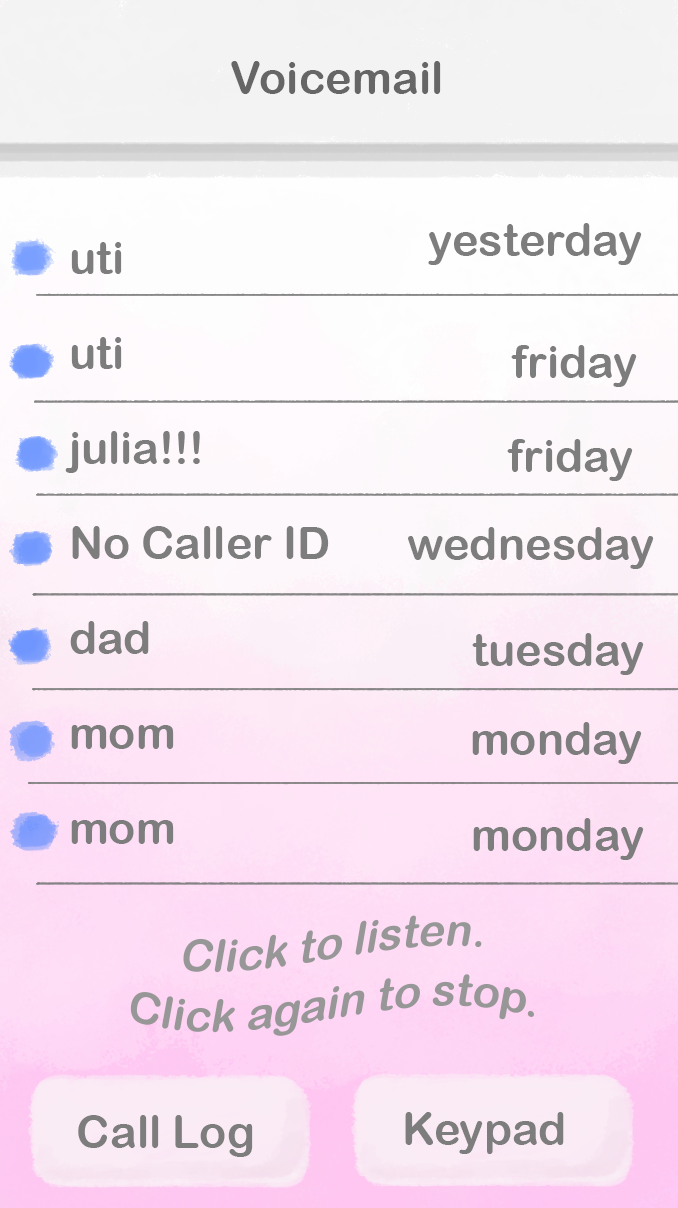 Voicemail
uti yesterday
uti friday
julia!!! friday
No Caller ID wednesday
dad tuesday
mom monday
mom monday
Click to listen.
Click again to stop.
Call Log Keypad